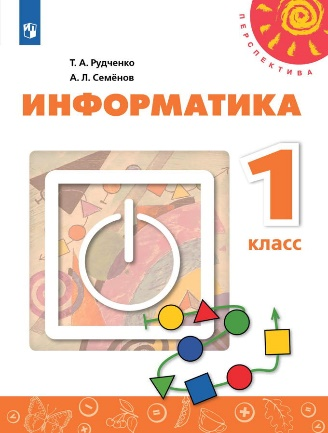 ПЕРСПЕКТИВА
Т. А. Рудченко
А. Л. Семёнов
ИНФОРМАТИКА
1
класс